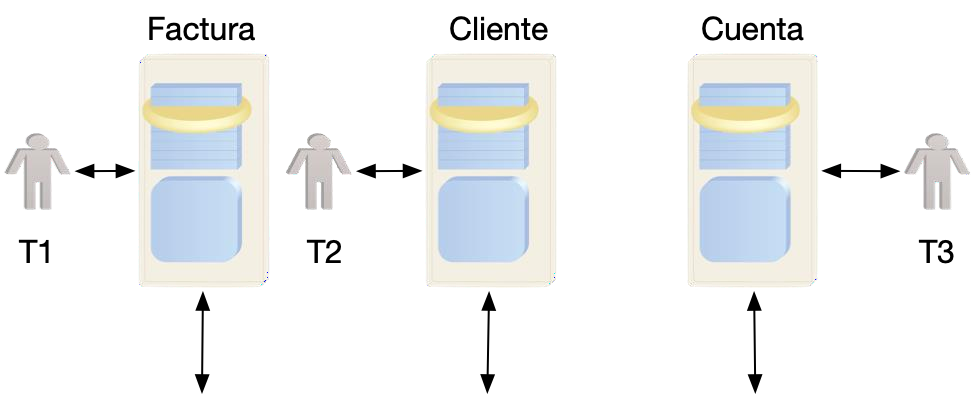 Factura
Cliente
Cuenta
T1
T2
T3